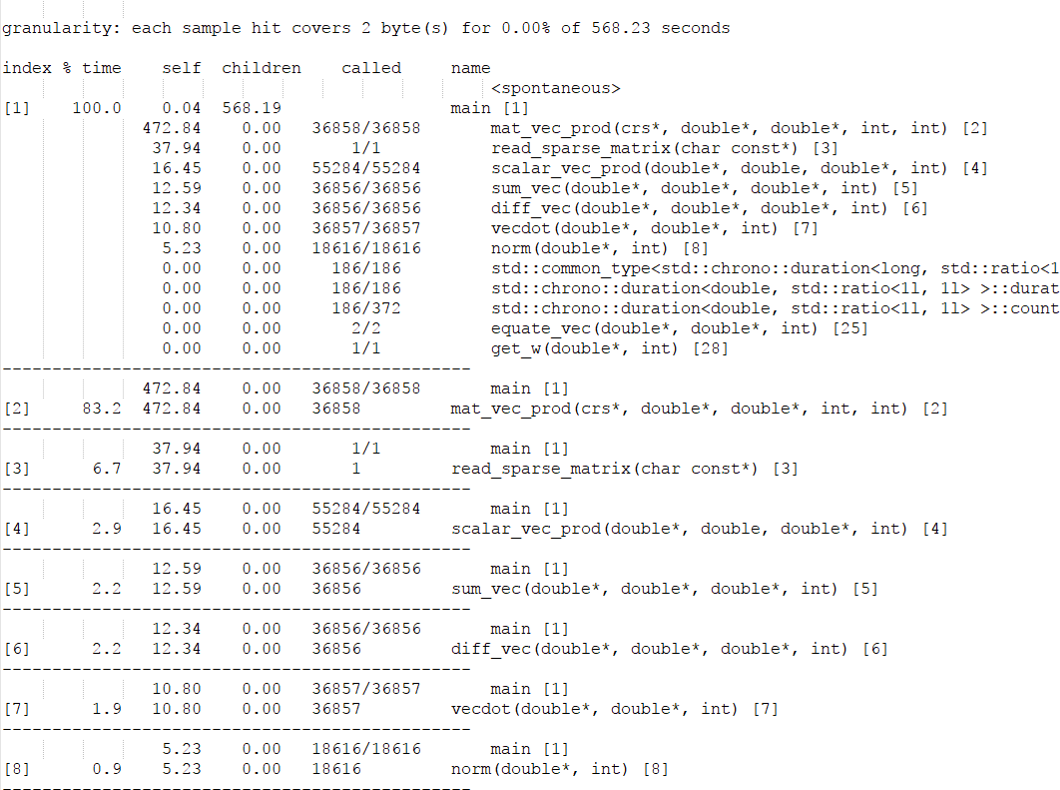 granularity: each sample hit covers 2 byte(s) for 0.00% of 568.23 seconds
index % time self children called name
<spontaneous>
[1] 100.0 0.04 568.19 main [1]
472.84 0.00 36858/36858 mat_vec_prod(crs*, double*, double*, int, int) [2]
37.94 0.00 1/1 read_sparse_matrix(char const*) [3]
16.45 0.00 55284/55284 scalar_vec_prod(double*, double, double*, int) [4]
12.59 0.00 36856/36856 sum_vec(double*, double*, double*, int) [5]
12.34 0.00 36856/36856 diff_vec(double*, double*, double*, int) [6]
10.80 0.00 36857/36857 vecdot(double*, double*, int) [7]
5.23 0.00 18616/18616 norm(double*, int) [8]
0.00 0.00 186/186 std::common_type<std::chrono::duration<long, std::ratio<1
0.00 0.00 186/186 std::chrono::duration<double, std::ratio<1l, 1l> >::durat
0.00 0.00 186/372 std::chrono::duration<double, std::ratio<1l, 1l> >::count
0.00 0.00 2/2 equate_vec(double*, double*, int) [25]
0.00 0.00 1/1 get_w(double*, int) [28]
-----------------------------------------------
472.84 0.00 36858/36858 main [1]
[2] 83.2 472.84 0.00 36858 mat_vec_prod(crs*, double*, double*, int, int) [2]
-----------------------------------------------
37.94 0.00 1/1 main [1]
[3] 6.7 37.94 0.00 1 read_sparse_matrix(char const*) [3]
-----------------------------------------------
16.45 0.00 55284/55284 main [1]
[4] 2.9 16.45 0.00 55284 scalar_vec_prod(double*, double, double*, int) [4]
-----------------------------------------------
12.59 0.00 36856/36856 main [1]
[5] 2.2 12.59 0.00 36856 sum_vec(double*, double*, double*, int) [5]
-----------------------------------------------
12.34 0.00 36856/36856 main [1]
[6] 2.2 12.34 0.00 36856 diff_vec(double*, double*, double*, int) [6]
-----------------------------------------------
10.80 0.00 36857/36857 main [1]
[7] 1.9 10.80 0.00 36857 vecdot(double*, double*, int) [7]
-----------------------------------------------
5.23 0.00 18616/18616 main [1]
[8] 0.9 5.23 0.00 18616 norm(double*, int) [8]
-----------------------------------------------